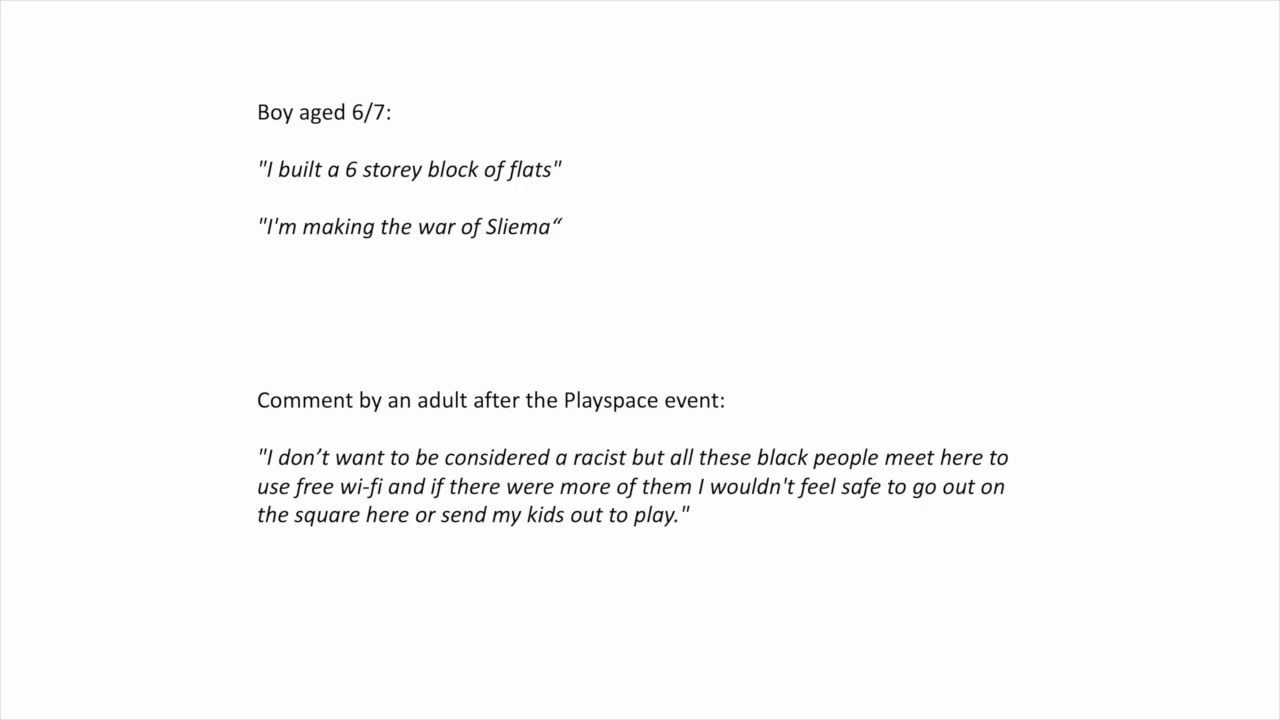 Boy aged 6/7:
"I built a 6 storey block of flats"
"I'm making the war of Sliema“
Comment by an adult after the Playspace event:
"I don’t want to be considered a racist but all these black people meet here to
use free wi-fi and if there were more of them I wouldn't feel safe to go out on
the square here or send my kids out to play."